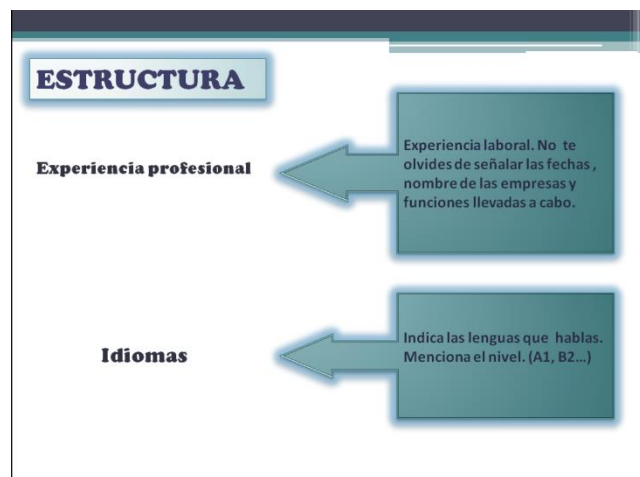 ESTRUCTURA
Experiencia profesional
Experiencia laboral. No te
olvides de señalar las fechas ,
nombre de las empresas y
funciones llevadas a cabo.
Idiomas
Indica las lenguas que hablas.
Menciona el nivel. (A1, B2...)